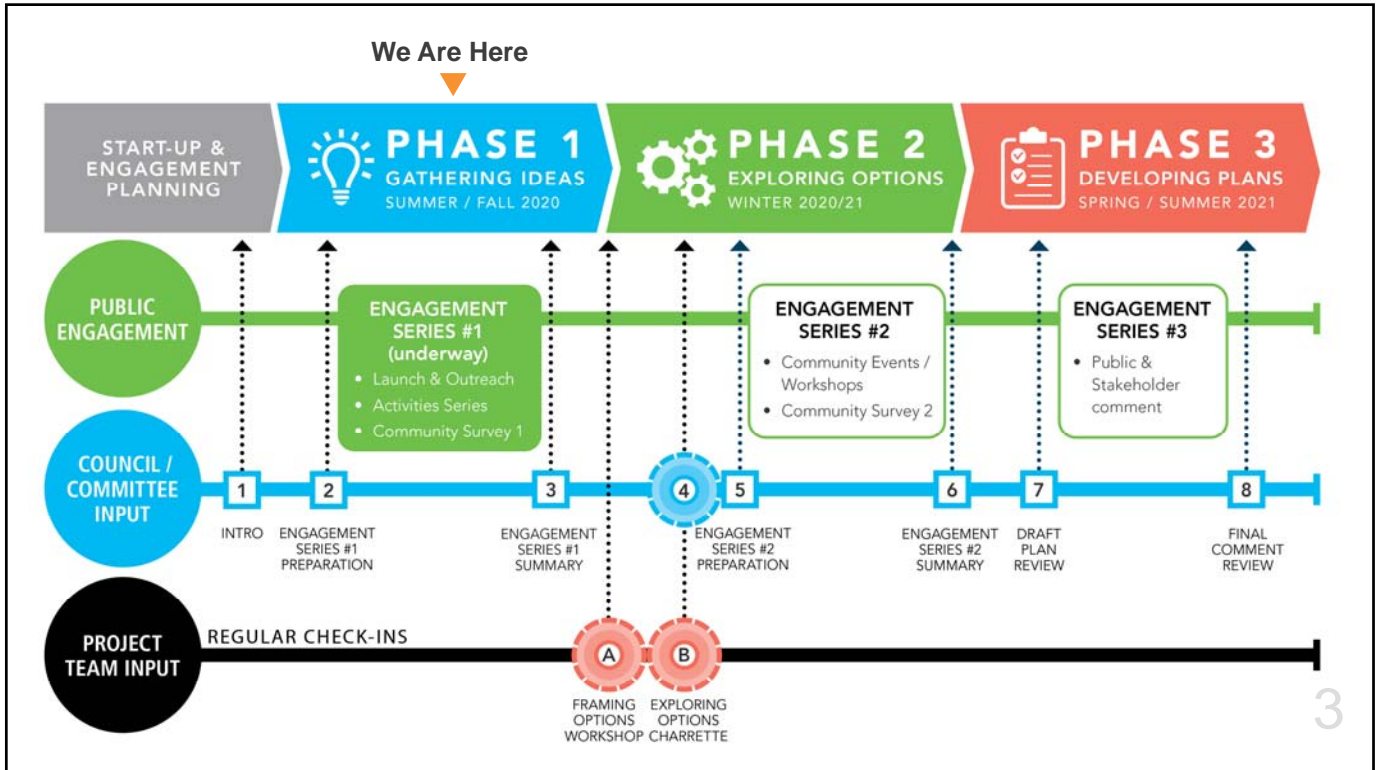 We Are Here
START-UP &
ENGAGEMENT
PLANNING
PHASE 1
GATHERING IDEAS
SUMMER / FALL 2020
PHASE 2
EXPLORING OPTIONS
WINTER 2020/21
PHASE 3
DEVELOPING PLANS
SPRING / SUMMER 2021
PUBLIC
ENGAGEMENT
ENGAGEMENT
SERIES #1
(underway)
• Launch & Outreach
• Activities Series
• Community Survey 1
ENGAGEMENT
SERIES #2
• Community Events /
Workshops
• Community Survey 2
ENGAGEMENT
SERIES #3
• Public &
Stakeholder
comment
COUNCIL /
COMMITTEE
INPUT
1
INTRO
2
ENGAGEMENT
SERIES #1
PREPARATION
3
ENGAGEMENT
SERIES #1
SUMMARY
4
5
ENGAGEMENT
SERIES #2
PREPARATION
6
ENGAGEMENT
SERIES #2
SUMMARY
7
DRAFT
PLAN
REVIEW
8
FINAL
COMMENT
REVIEW
PROJECT
TEAM INPUT
REGULAR CHECK-INS
A
FRAMING
OPTIONS
WORKSHOP
B
EXPLORING
OPTIONS
CHARRETTE
3